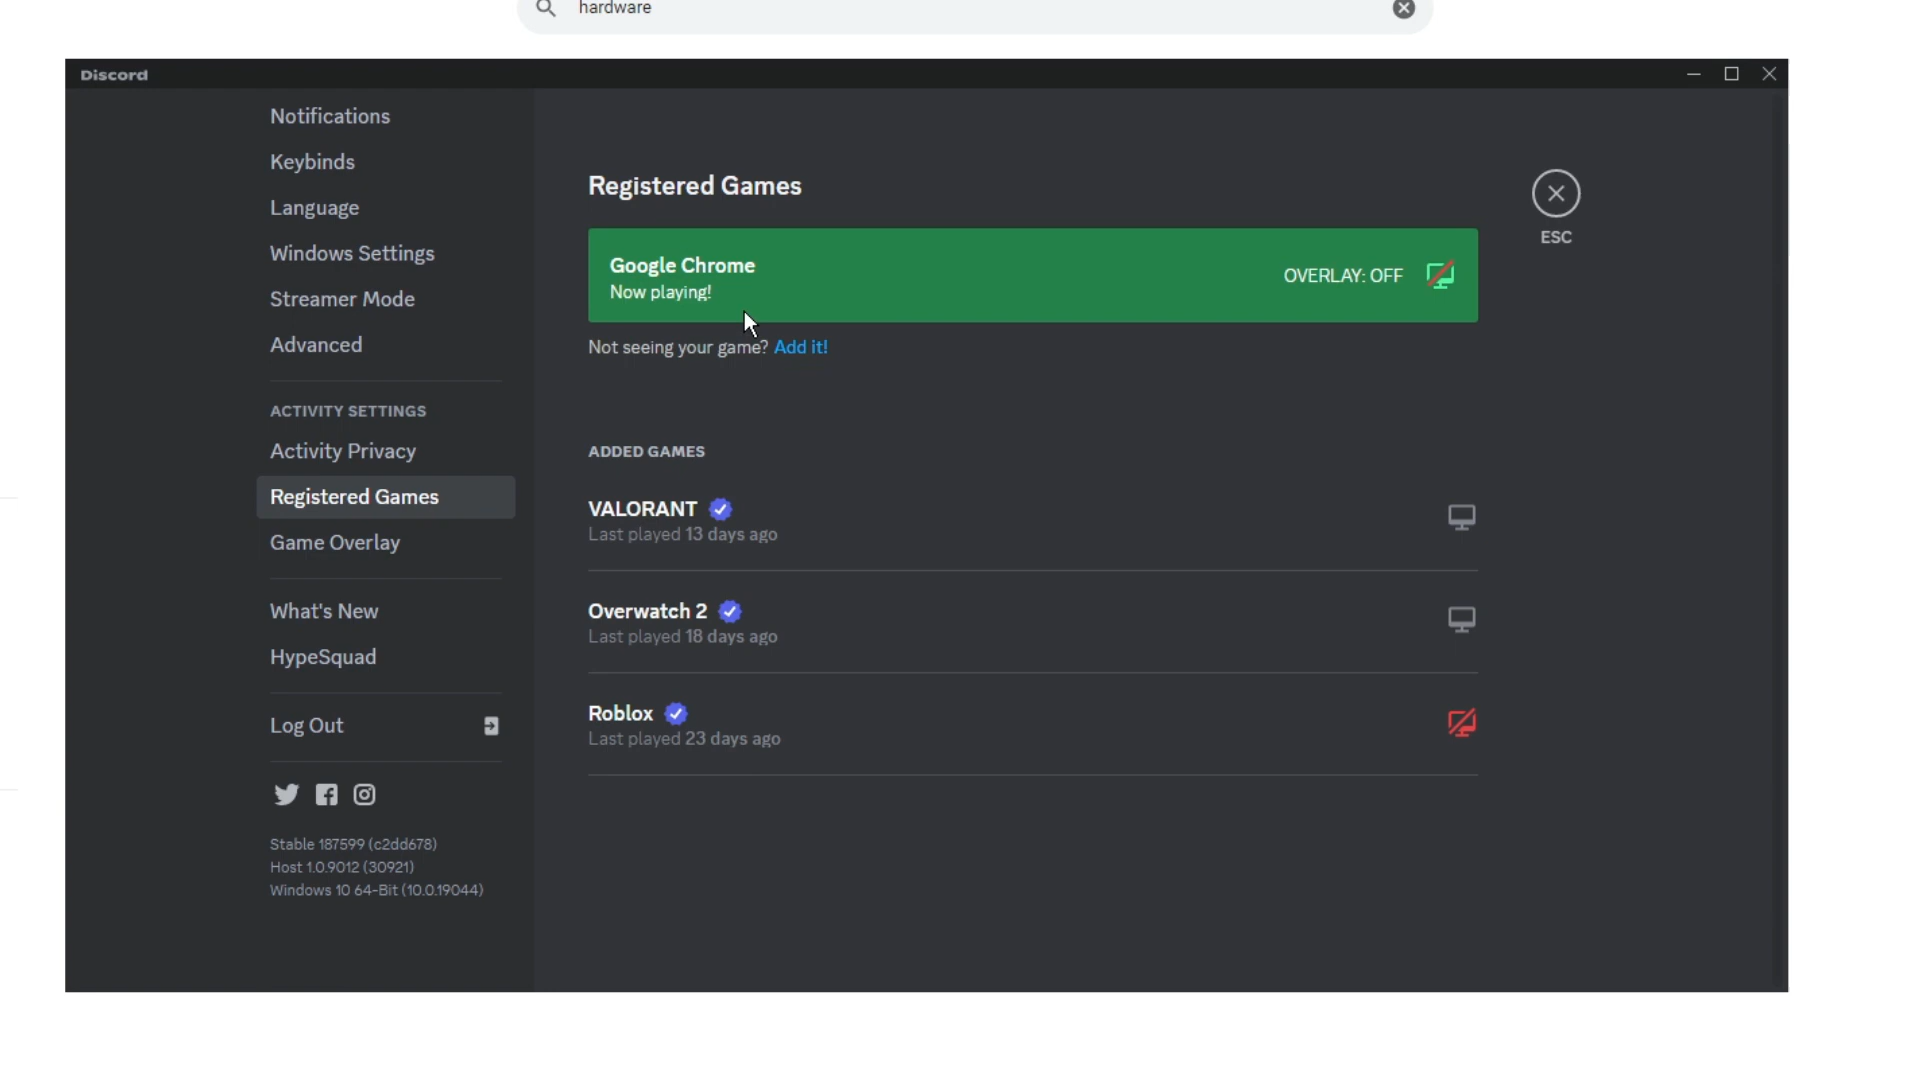 hardware
Discord
Notifications
Keybinds
Language
Windows Settings
Streamer Mode
Advanced
ACTIVITY SETTINGS
Activity Privacy
Registered Games
Game Overlay
What's New
HypeSquad
Log Out
Stable 187599 (c2dd678)
Host 1.0.9012 (30921)
Windows 10 64-Bit (10.0.19044)
Registered Games
Google Chrome
Now playing!
OVERLAY: OFF
Not seeing your game? Add it!
ADDED GAMES
VALORANT
Last played 13 days ago
Overwatch 2
Last played 18 days ago
Roblox
Last played 23 days ago
ESC